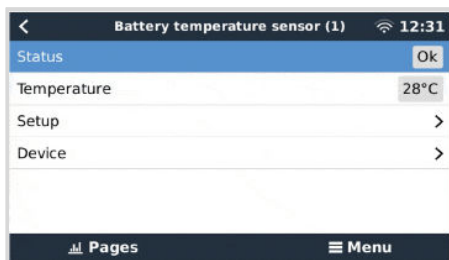 Battery temperature sensor (1) 12:31
Status Ok
Temperature 28°C
Setup
Device
Pages Menu